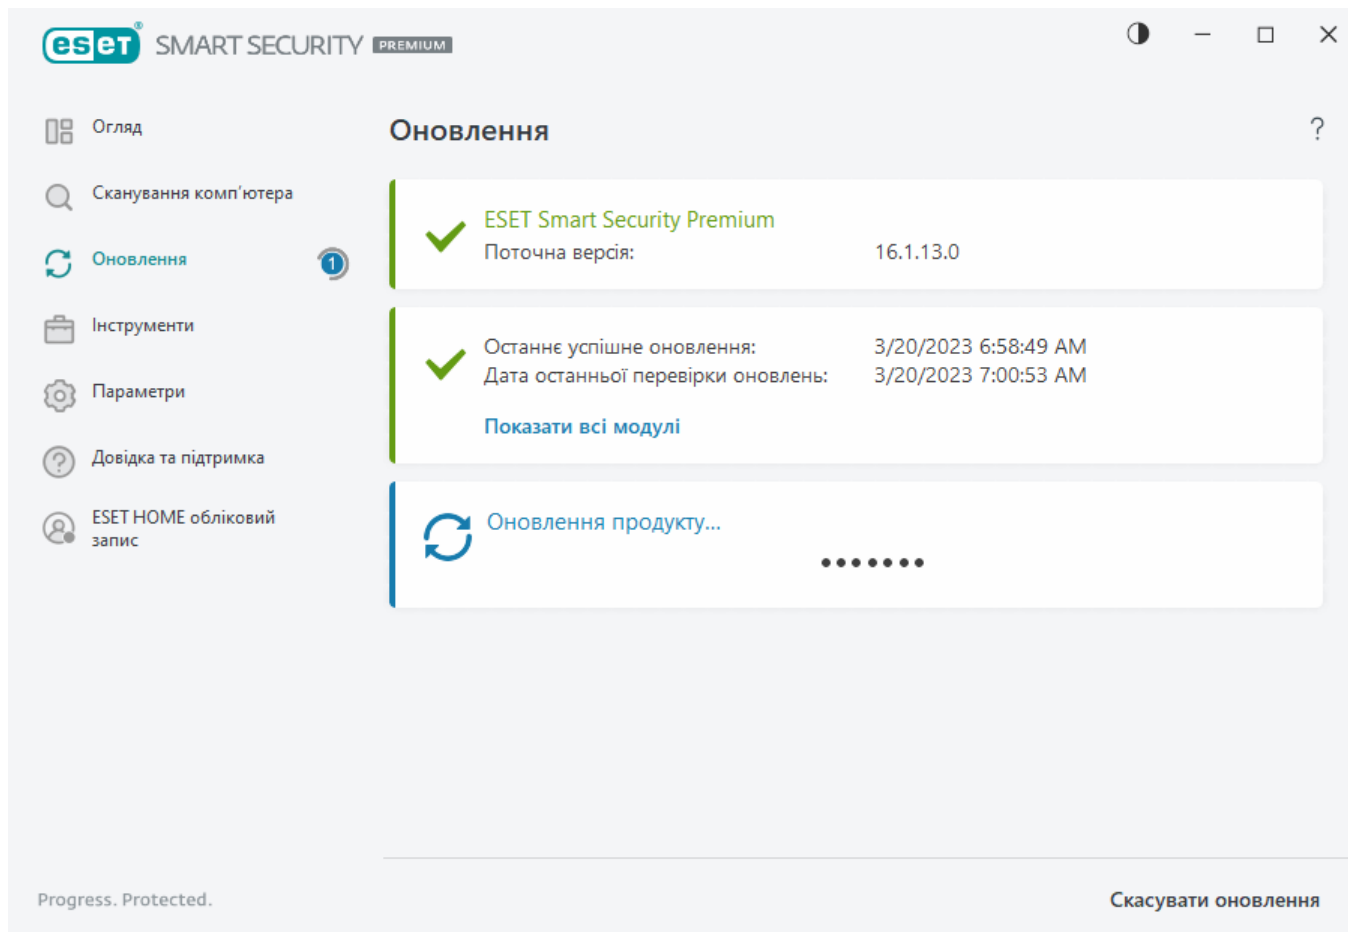 eset® SMART SECURITY PREMIUM
Огляд
Сканування комп'ютера
Оновлення
1
Інструменти
Параметри
Довідка та підтримка
ESET HOME обліковий
запис
Оновлення
?
ESET Smart Security Premium
Поточна версія: 16.1.13.0
Останнє успішне оновлення: 3/20/2023 6:58:49 AM
Дата останньої перевірки оновлень: 3/20/2023 7:00:53 AM
Показати всі модулі
Оновлення продукту...
Progress. Protected.
Скасувати оновлення